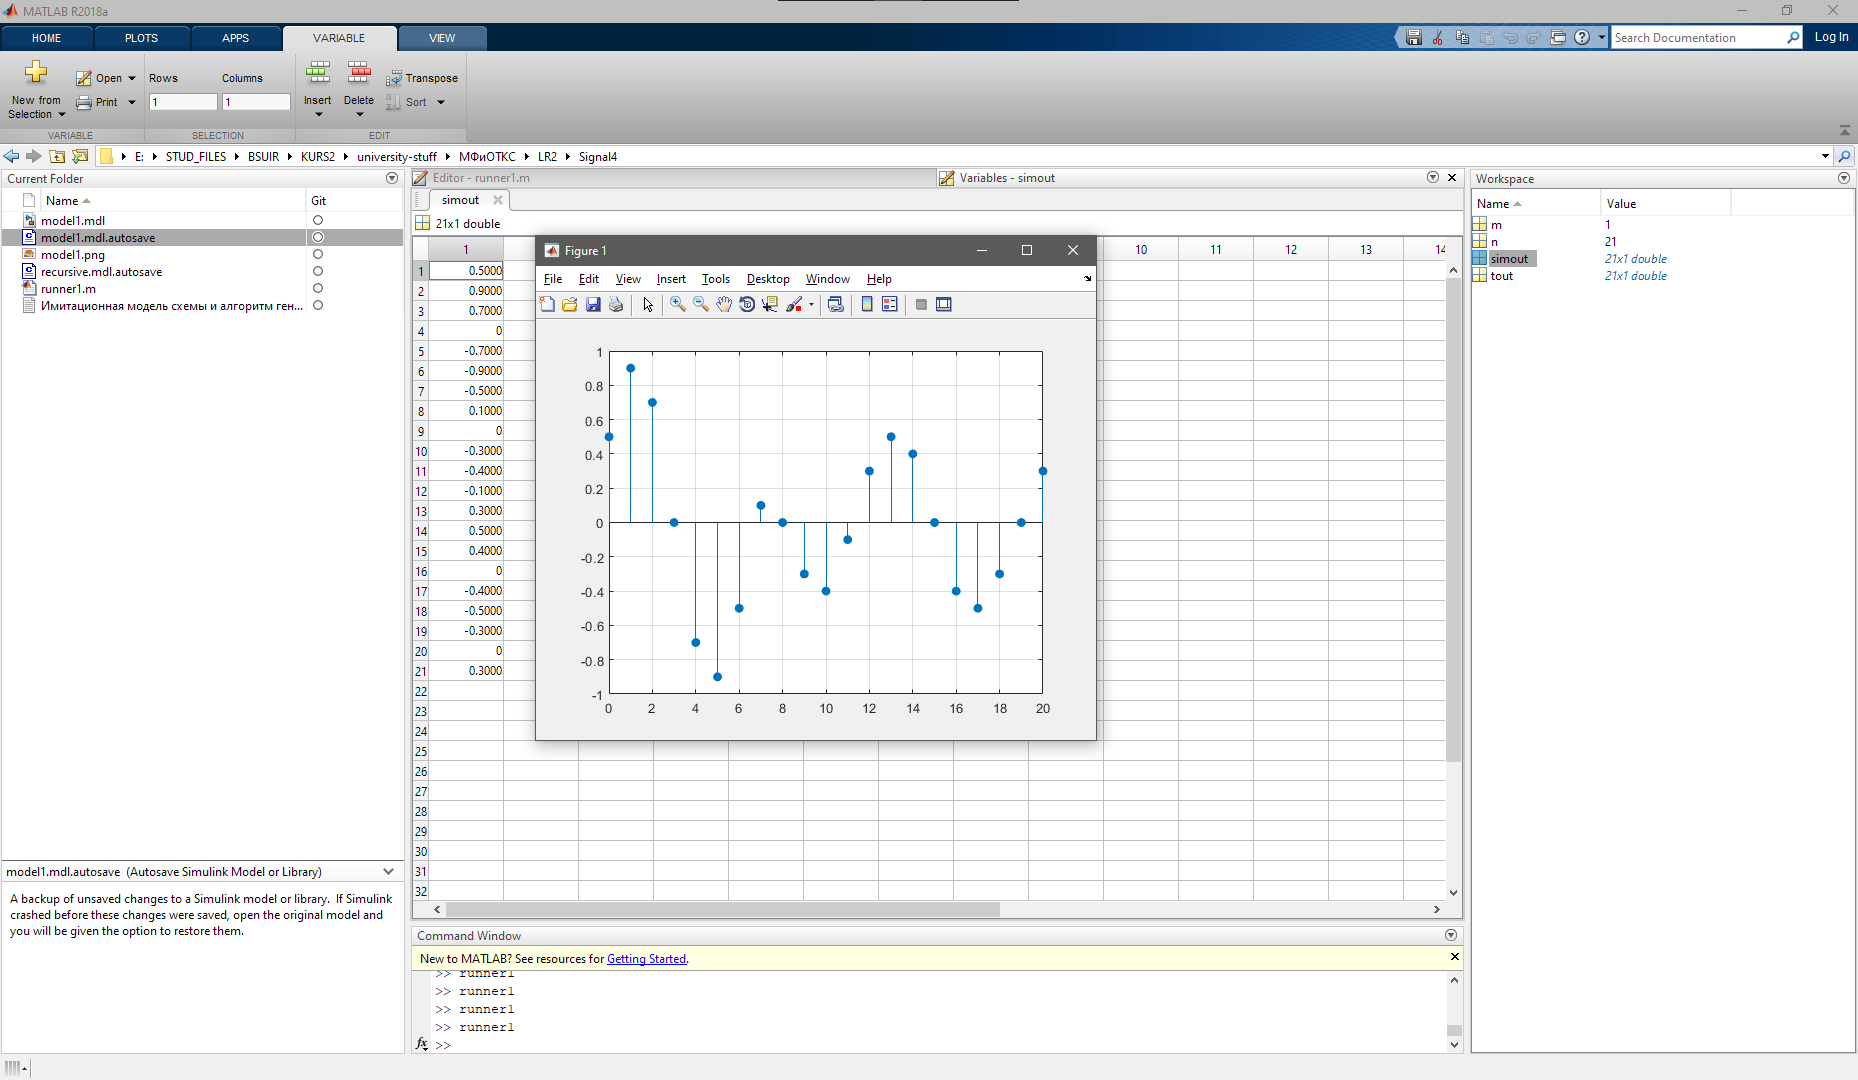 MATLAB R2018a
HOME PLOTS APPS VARIABLE VIEW
Search Documentation Log In
New from Selection
Open
Print
Rows Columns
1 1
Insert Delete
Transpose
Sort
VARIABLE SELECTION EDIT
E: STUD_FILES BSUIR KURS2 university-stuff МФиОТКС LR2 Signal4
Current Folder
Name Git
model1.mdl
model1.mdl.autosave
model1.png
recursive.mdl.autosave
runner1.m
Имитационная модель схемы и алгоритм ген...
model1.mdl.autosave (Autosave Simulink Model or Library)
A backup of unsaved changes to a Simulink model or library. If Simulink
crashed before these changes were saved, open the original model and
you will be given the option to restore them.
Editor - runner1.m
Variables - simout
simout
21x1 double
1 10 11 12 13 14
1 0.5000
2 0.9000
3 0.7000
4 0
5 -0.7000
6 -0.9000
7 -0.5000
8 0.1000
9 0
10 -0.3000
11 -0.4000
12 -0.1000
13 0.3000
14 0.5000
15 0.4000
16 0
17 -0.4000
18 -0.5000
19 -0.3000
20 0
21 0.3000
22
23
24
25
26
27
28
29
30
31
32
Figure 1
File Edit View Insert Tools Desktop Window Help
1
0.8
0.6
0.4
0.2
0
-0.2
-0.4
-0.6
-0.8
-1
0 2 4 6 8 10 12 14 16 18 20
Command Window
New to MATLAB? See resources for Getting Started.
>> runner1
>> runner1
>> runner1
>> runner1
fx >>
Workspace
Name Value
m 1
n 21
simout 21x1 double
tout 21x1 double